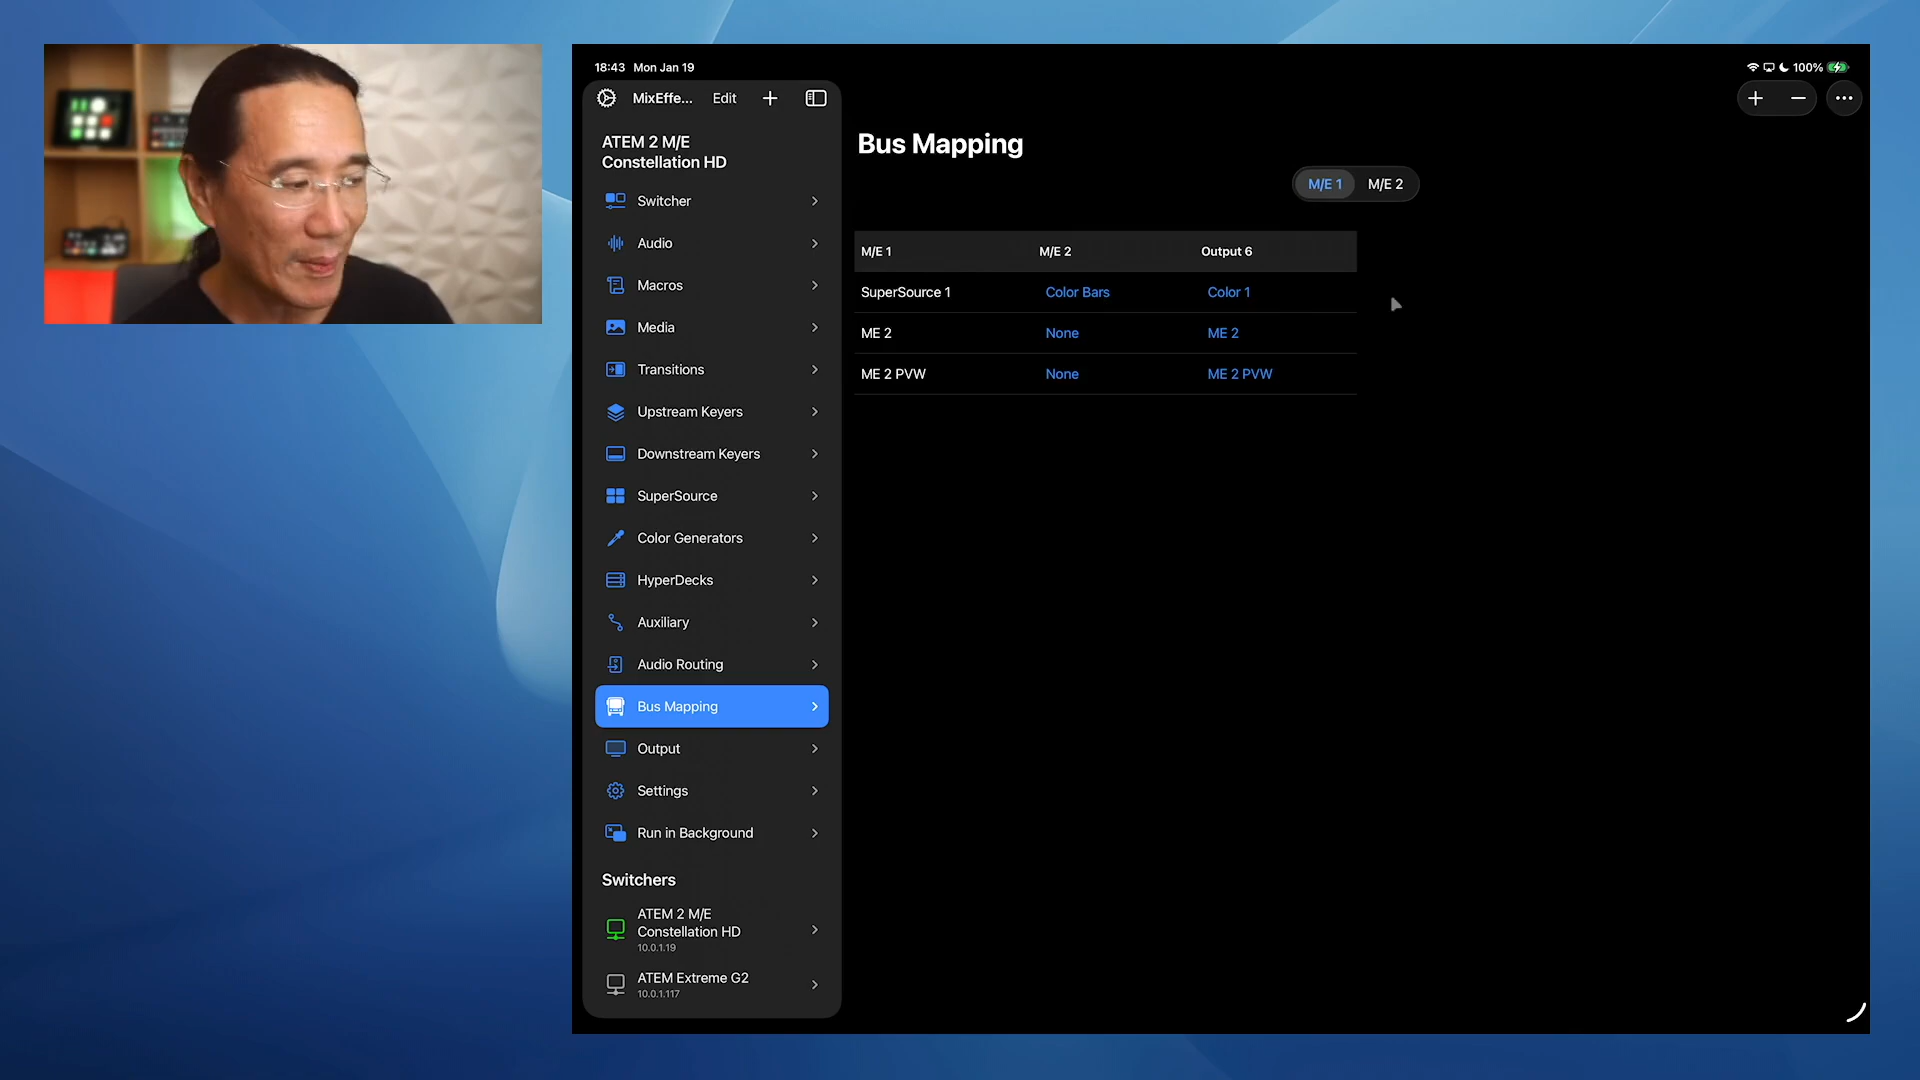 18:43 Mon Jan 19
100%
MixEffe... Edit
ATEM 2 M/E
Constellation HD
Switcher
Audio
Macros
Media
Transitions
Upstream Keyers
Downstream Keyers
SuperSource
Color Generators
HyperDecks
Auxiliary
Audio Routing
Bus Mapping
Output
Settings
Run in Background
Switchers
ATEM 2 M/E
Constellation HD
10.0.1.19
ATEM Extreme G2
10.0.1.117
Bus Mapping
M/E 1 M/E 2
M/E 1 M/E 2 Output 6
SuperSource 1 Color Bars Color 1
ME 2 None ME 2
ME 2 PVW None ME 2 PVW